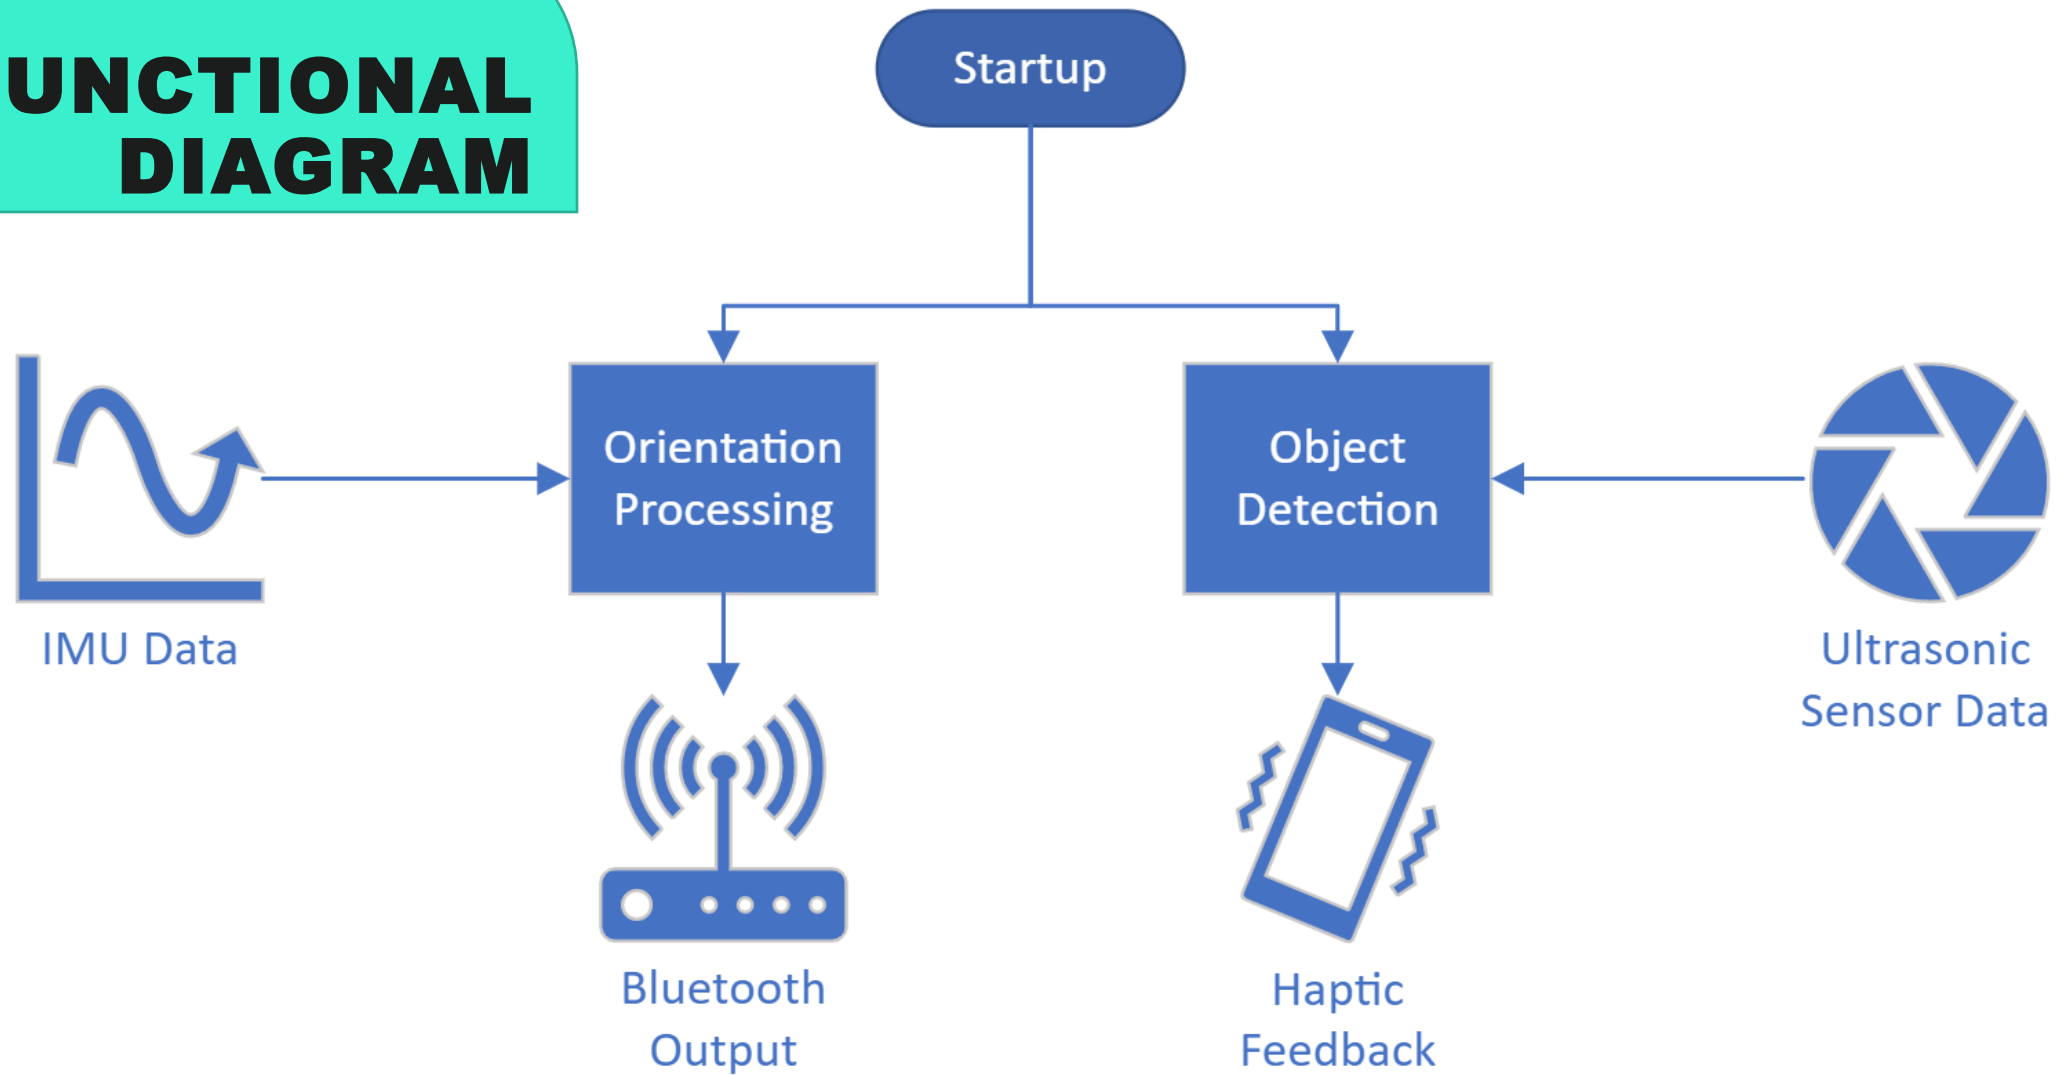 UNCTIONAL
DIAGRAM
Startup
Orientation
Processing
Object
Detection
IMU Data
Ultrasonic
Sensor Data
Bluetooth
Output
Haptic
Feedback